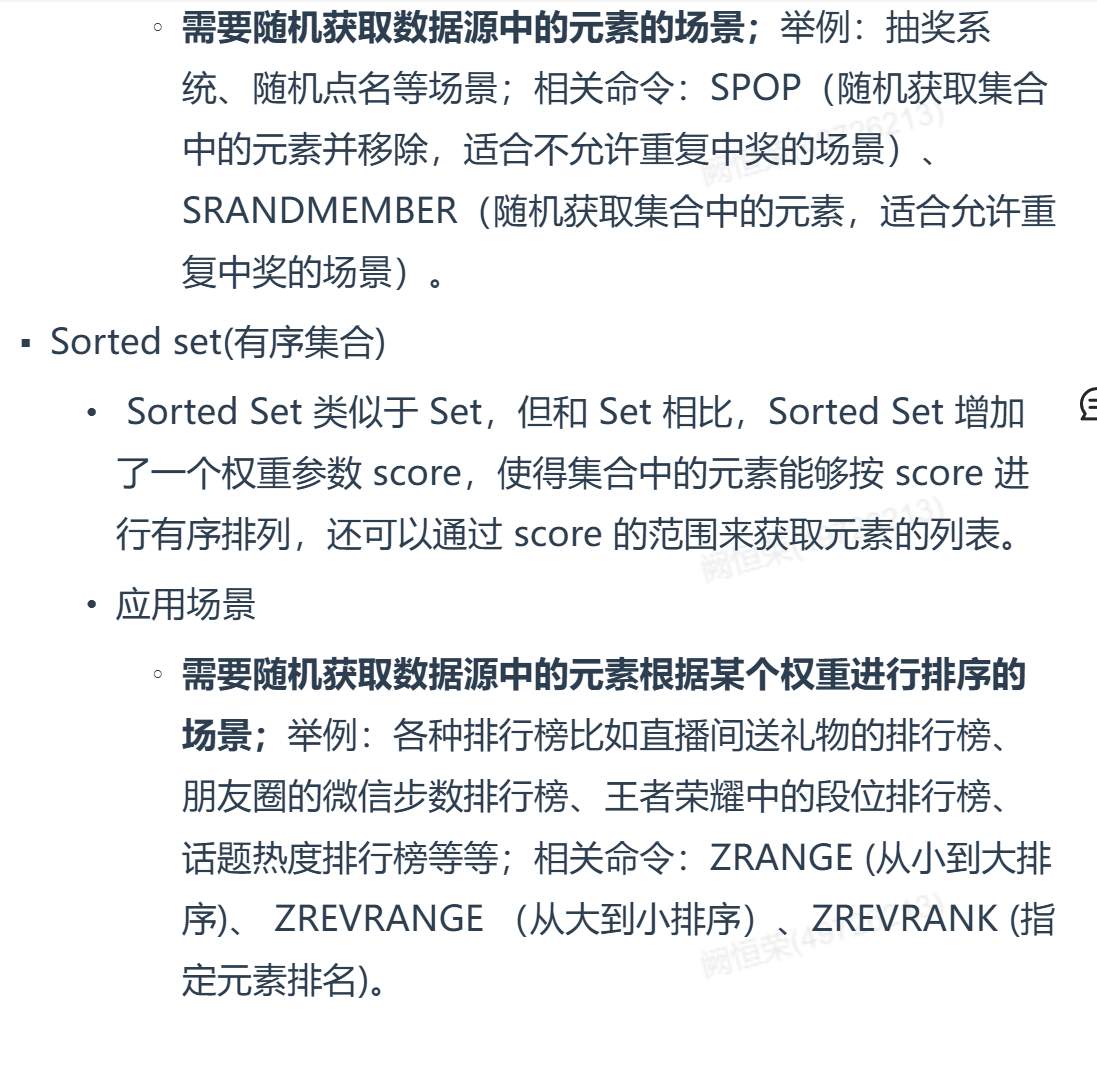 需要随机获取数据源中的元素的场景；举例：抽奖系
统、随机点名等场景；相关命令：SPOP（随机获取集合
中的元素并移除，适合不允许重复中奖的场景）、
SRANDMEMBER（随机获取集合中的元素，适合允许重
复中奖的场景）。
Sorted set(有序集合)
Sorted Set 类似于 Set，但和 Set 相比，Sorted Set 增加
了一个权重参数 score，使得集合中的元素能够按 score 进
行有序排列，还可以通过 score 的范围来获取元素的列表。
应用场景
需要随机获取数据源中的元素根据某个权重进行排序的
场景；举例：各种排行榜比如直播间送礼物的排行榜、
朋友圈的微信步数排行榜、王者荣耀中的段位排行榜、
话题热度排行榜等等；相关命令：ZRANGE (从小到大排
序)、 ZREVRANGE （从大到小排序）、ZREVRANK (指
定元素排名)。